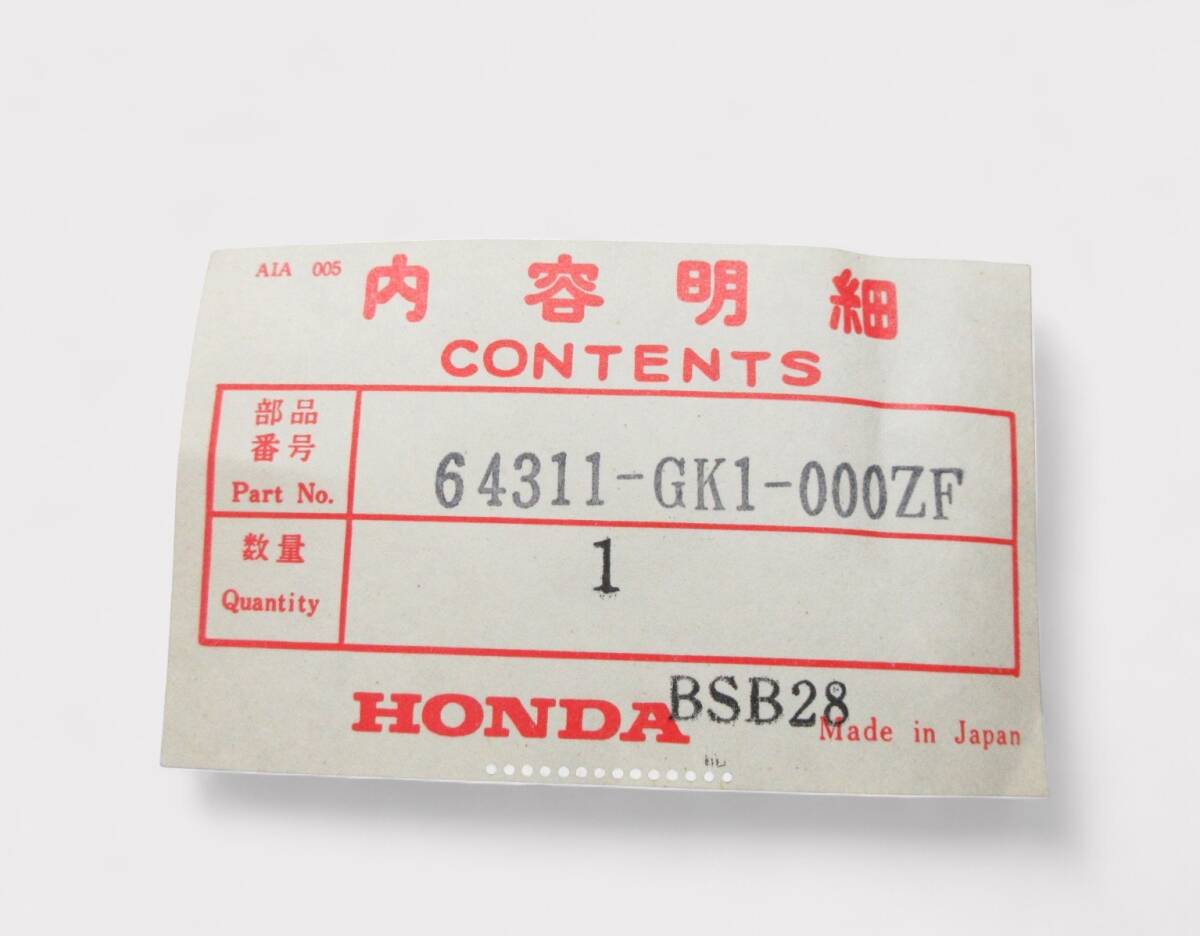 AIA 005
内容明細
CONTENTS
部品
番号
Part No.
64311-GK1-000ZF
数量
Quantity
1
HONDA
BSB28
Made in Japan